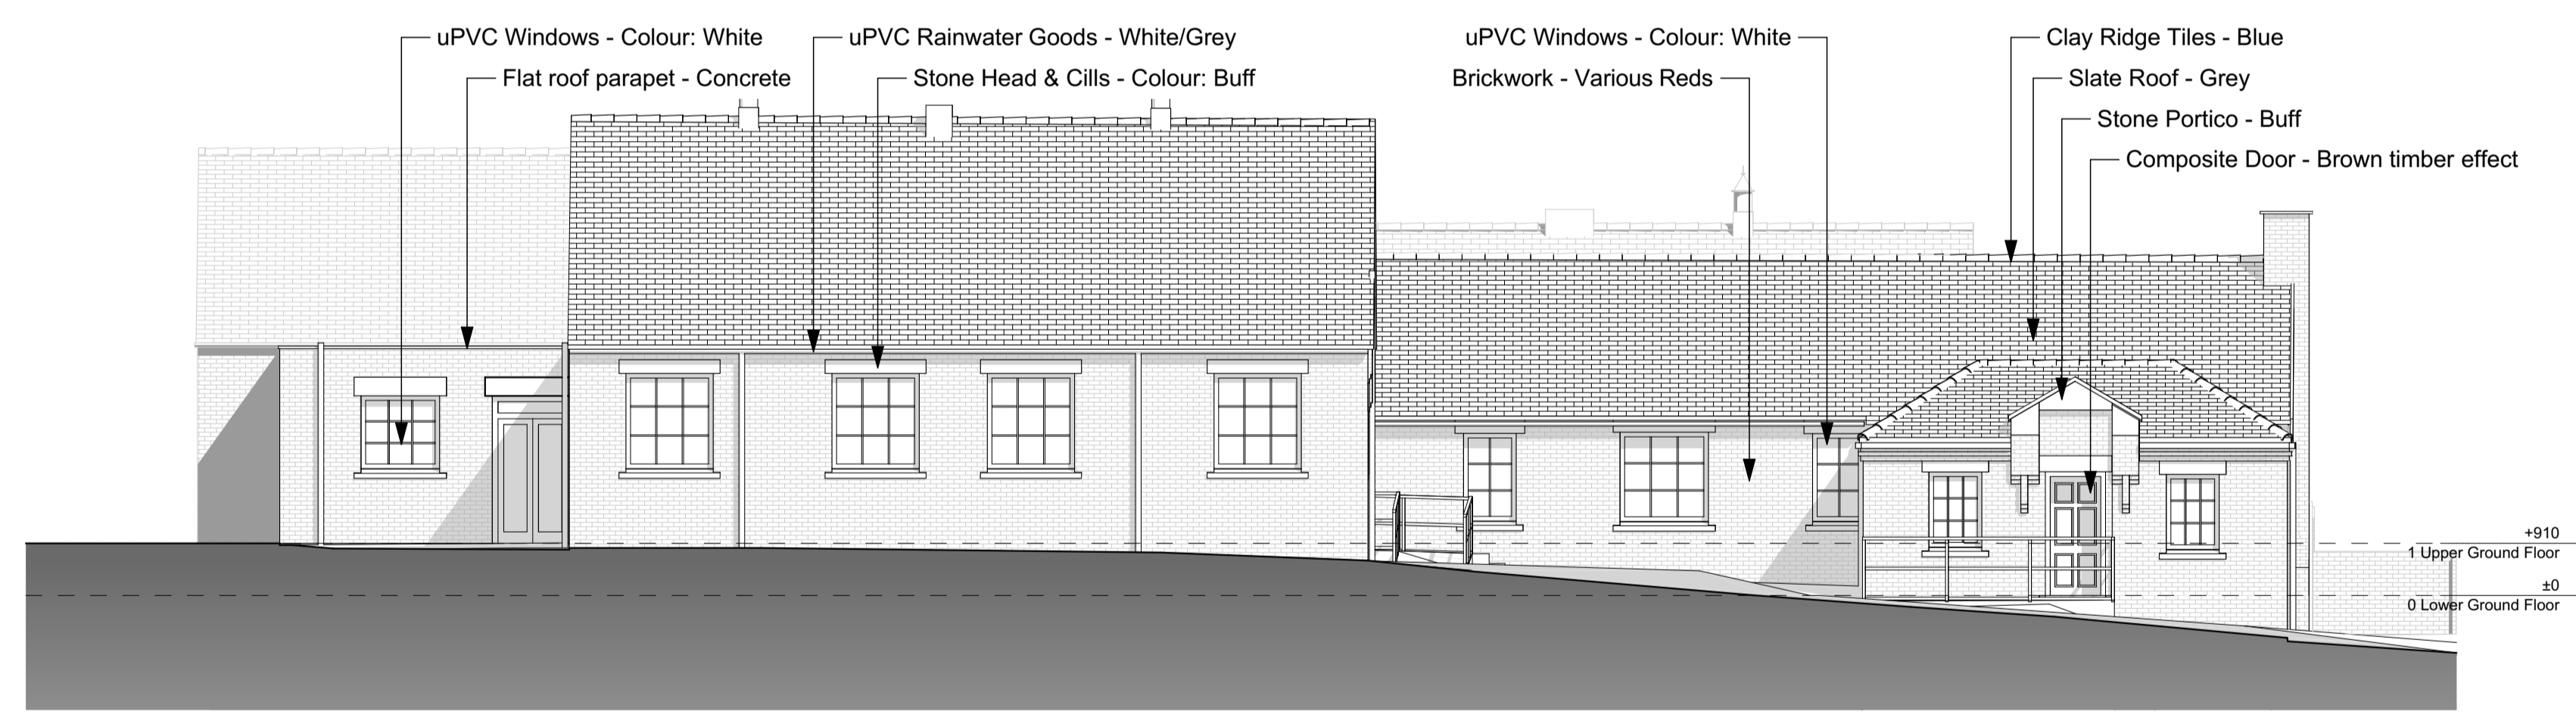 uPVC Windows - Colour: White
Flat roof parapet - Concrete
uPVC Rainwater Goods - White/Grey
Stone Head & Cills - Colour: Buff
uPVC Windows - Colour: White
Brickwork - Various Reds
Clay Ridge Tiles - Blue
Slate Roof - Grey
Stone Portico - Buff
Composite Door - Brown timber effect
+910
1 Upper Ground Floor
±0
0 Lower Ground Floor